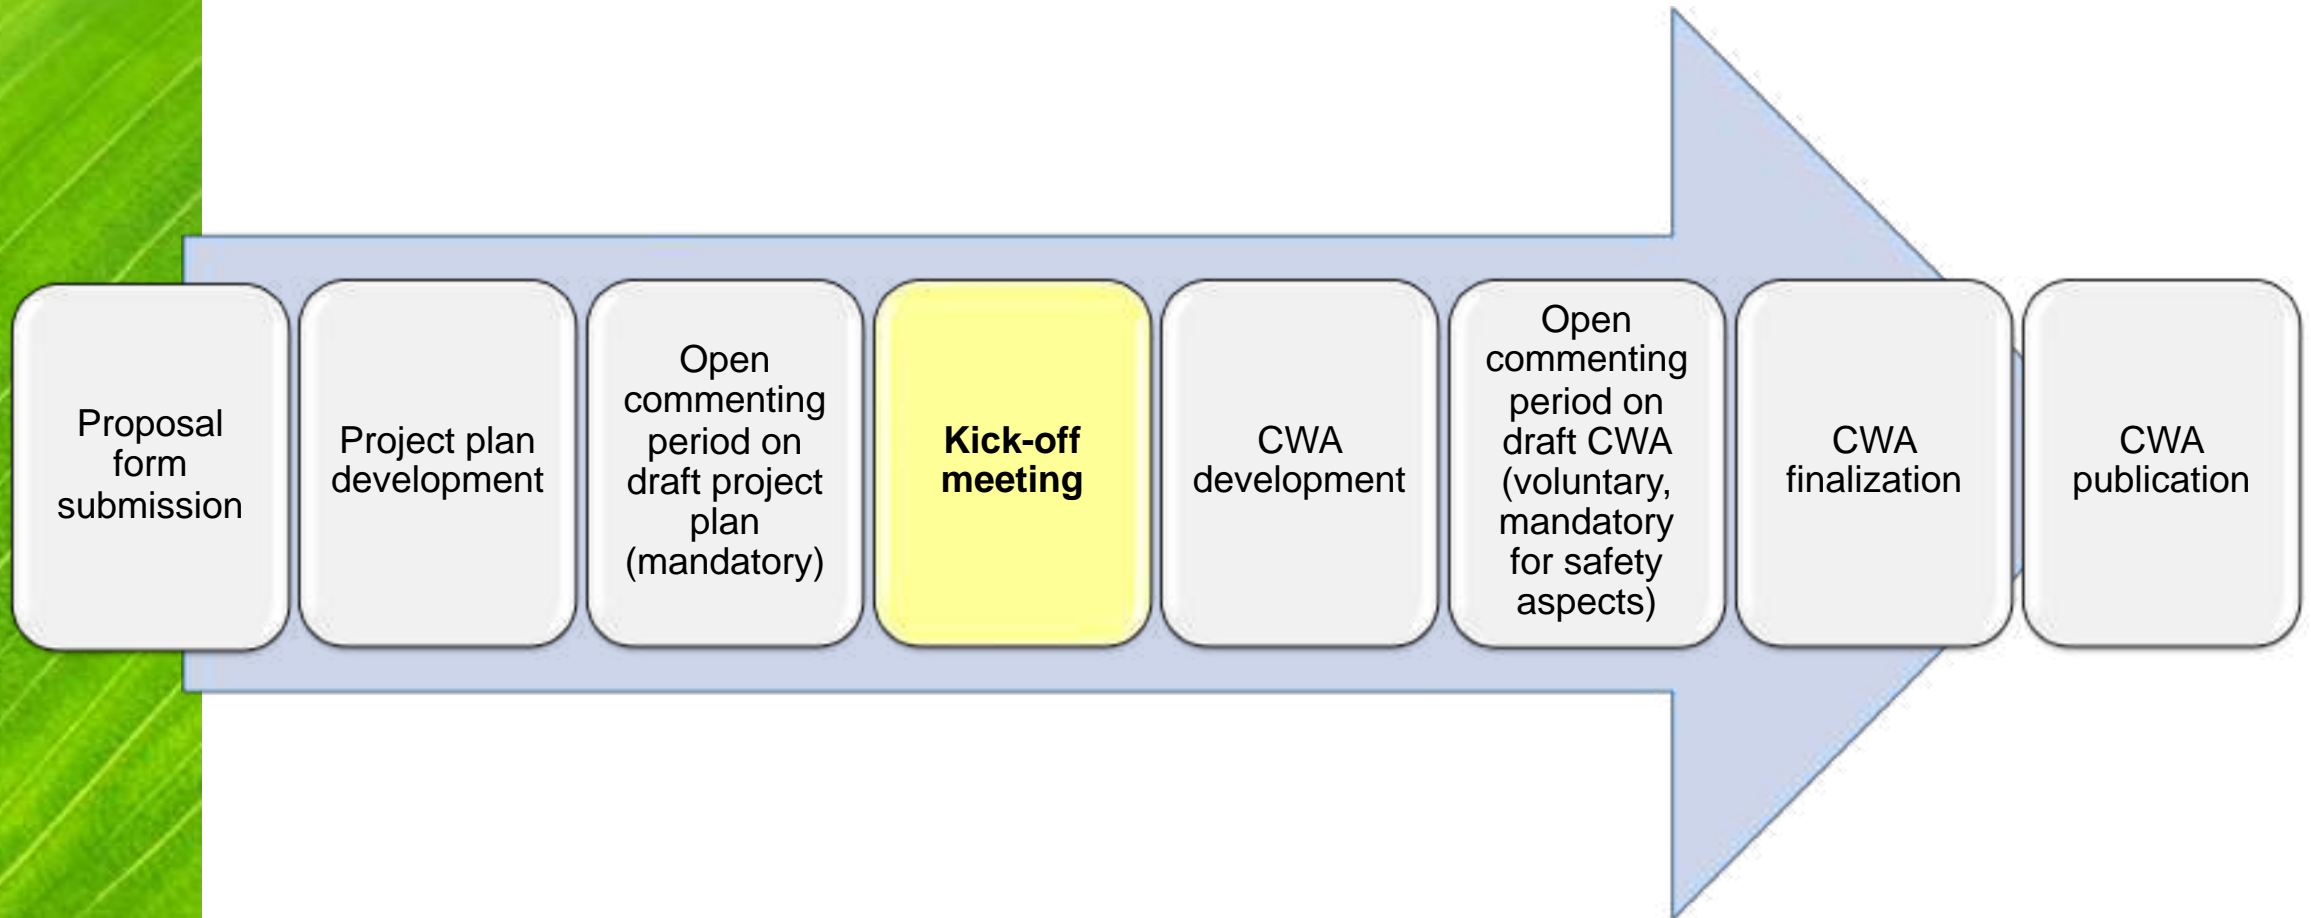 Proposal
form
submission
Project plan
development
Open
commenting
period on
draft project
plan
(mandatory)
Kick-off
meeting
CWA
development
Open
commenting
period on
draft CWA
(voluntary,
mandatory
for safety
aspects)
CWA
finalization
CWA
publication